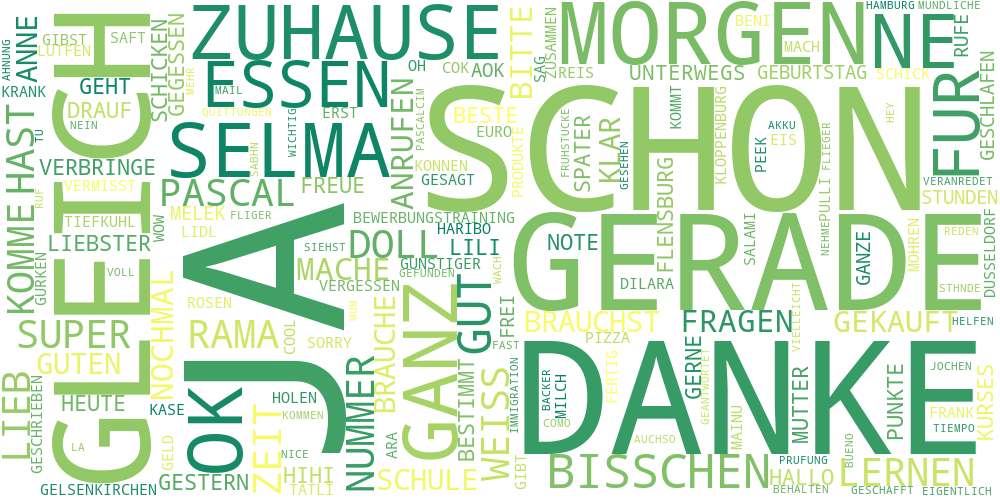 ZUHAUSE
MORGEN
NE
HAMBURG
MUNDLICHE
AHNUNG
ANNE
GIBST
LUTFEN
SAFT
SCHICKEN
GEGESSEN
ESSEN
OH
COK
AOK
BITTE
SAG
ZUSAMMEN
REIS
BENI
MACH
UNTERWEGS
GEBURTSTAG
SCHICK
RUFE
GESCHLAFEN
KRANK
GEHT
DRAUF
NEIN
MEHR
MAIL
QUITTUNGEN
ERST
WICHTIG
ANRUFEN
PASCALCIM
BESTE
EURO
SCHON
KOMMT
KLOPPENBURG
AKKU
EIS
PEEK
FLIEGER
HEY
FUR
TU
HAST
VERBRINGE
SELMA
SABHN
KONNEN
GESAGT
PRODUKTE
FRUHSTUCKE
SPATER
KLAR
GESEHEN
VERANREDET
STUNDEN
RUF
VERMISST
PASCAL
FREUE
GLEICH
KOMME
TIEFKUHL
WOW
MELEK
FLIGER
LIDL
BEWERBUNGSTRAINING
HARIBO
LILI
GERADE
NOTE
FLENSBURG
SALAMI
NEHMEPULLI
GANZE
MOHREN
REDEN
DUSSELDORF
LIEBSTER
JA
SIEHST
DOLL
GUNSTIGER
GEFUNDEN
MACHE
VERGESSEN
WACH
DILARA
STHNDE
GURKEN
VOLL
NOCHMAL
ROSEN
MUM
GANZ
GUT
FREI
BRAUCHST
FRAGEN
VIELLEICHT
GEKAUFT
HELFEN
SUPER
RAMA
COOL
SORRY
BRAUCHE
FAST
PIZZA
GUTEN
DANKE
LIEB
HEUTE
KASE
OK
HOLEN
KOMMEN
NUMMER
BESTIMMT
WEISS
IMMIGRATION
BACKER
MILCH
COMO
FERTIG
GERNE
GEANTWORTET
MAINU
MUTTER
PUNKTE
JOCHEN
FRANK
TIEMPO
KURSES
GESCHRIEBEN
LA
GELD
ZEIT
NICE
ARA
GIBT
AUCHSO
BUENO
GELSENKIRCHEN
GESTERN
HIHI
TATLI
SCHULE
BISSCHEN
PRUFUNG
HALLO
BEHALTEN
LERNEN
GESCHAFFT
EIGENTLICH